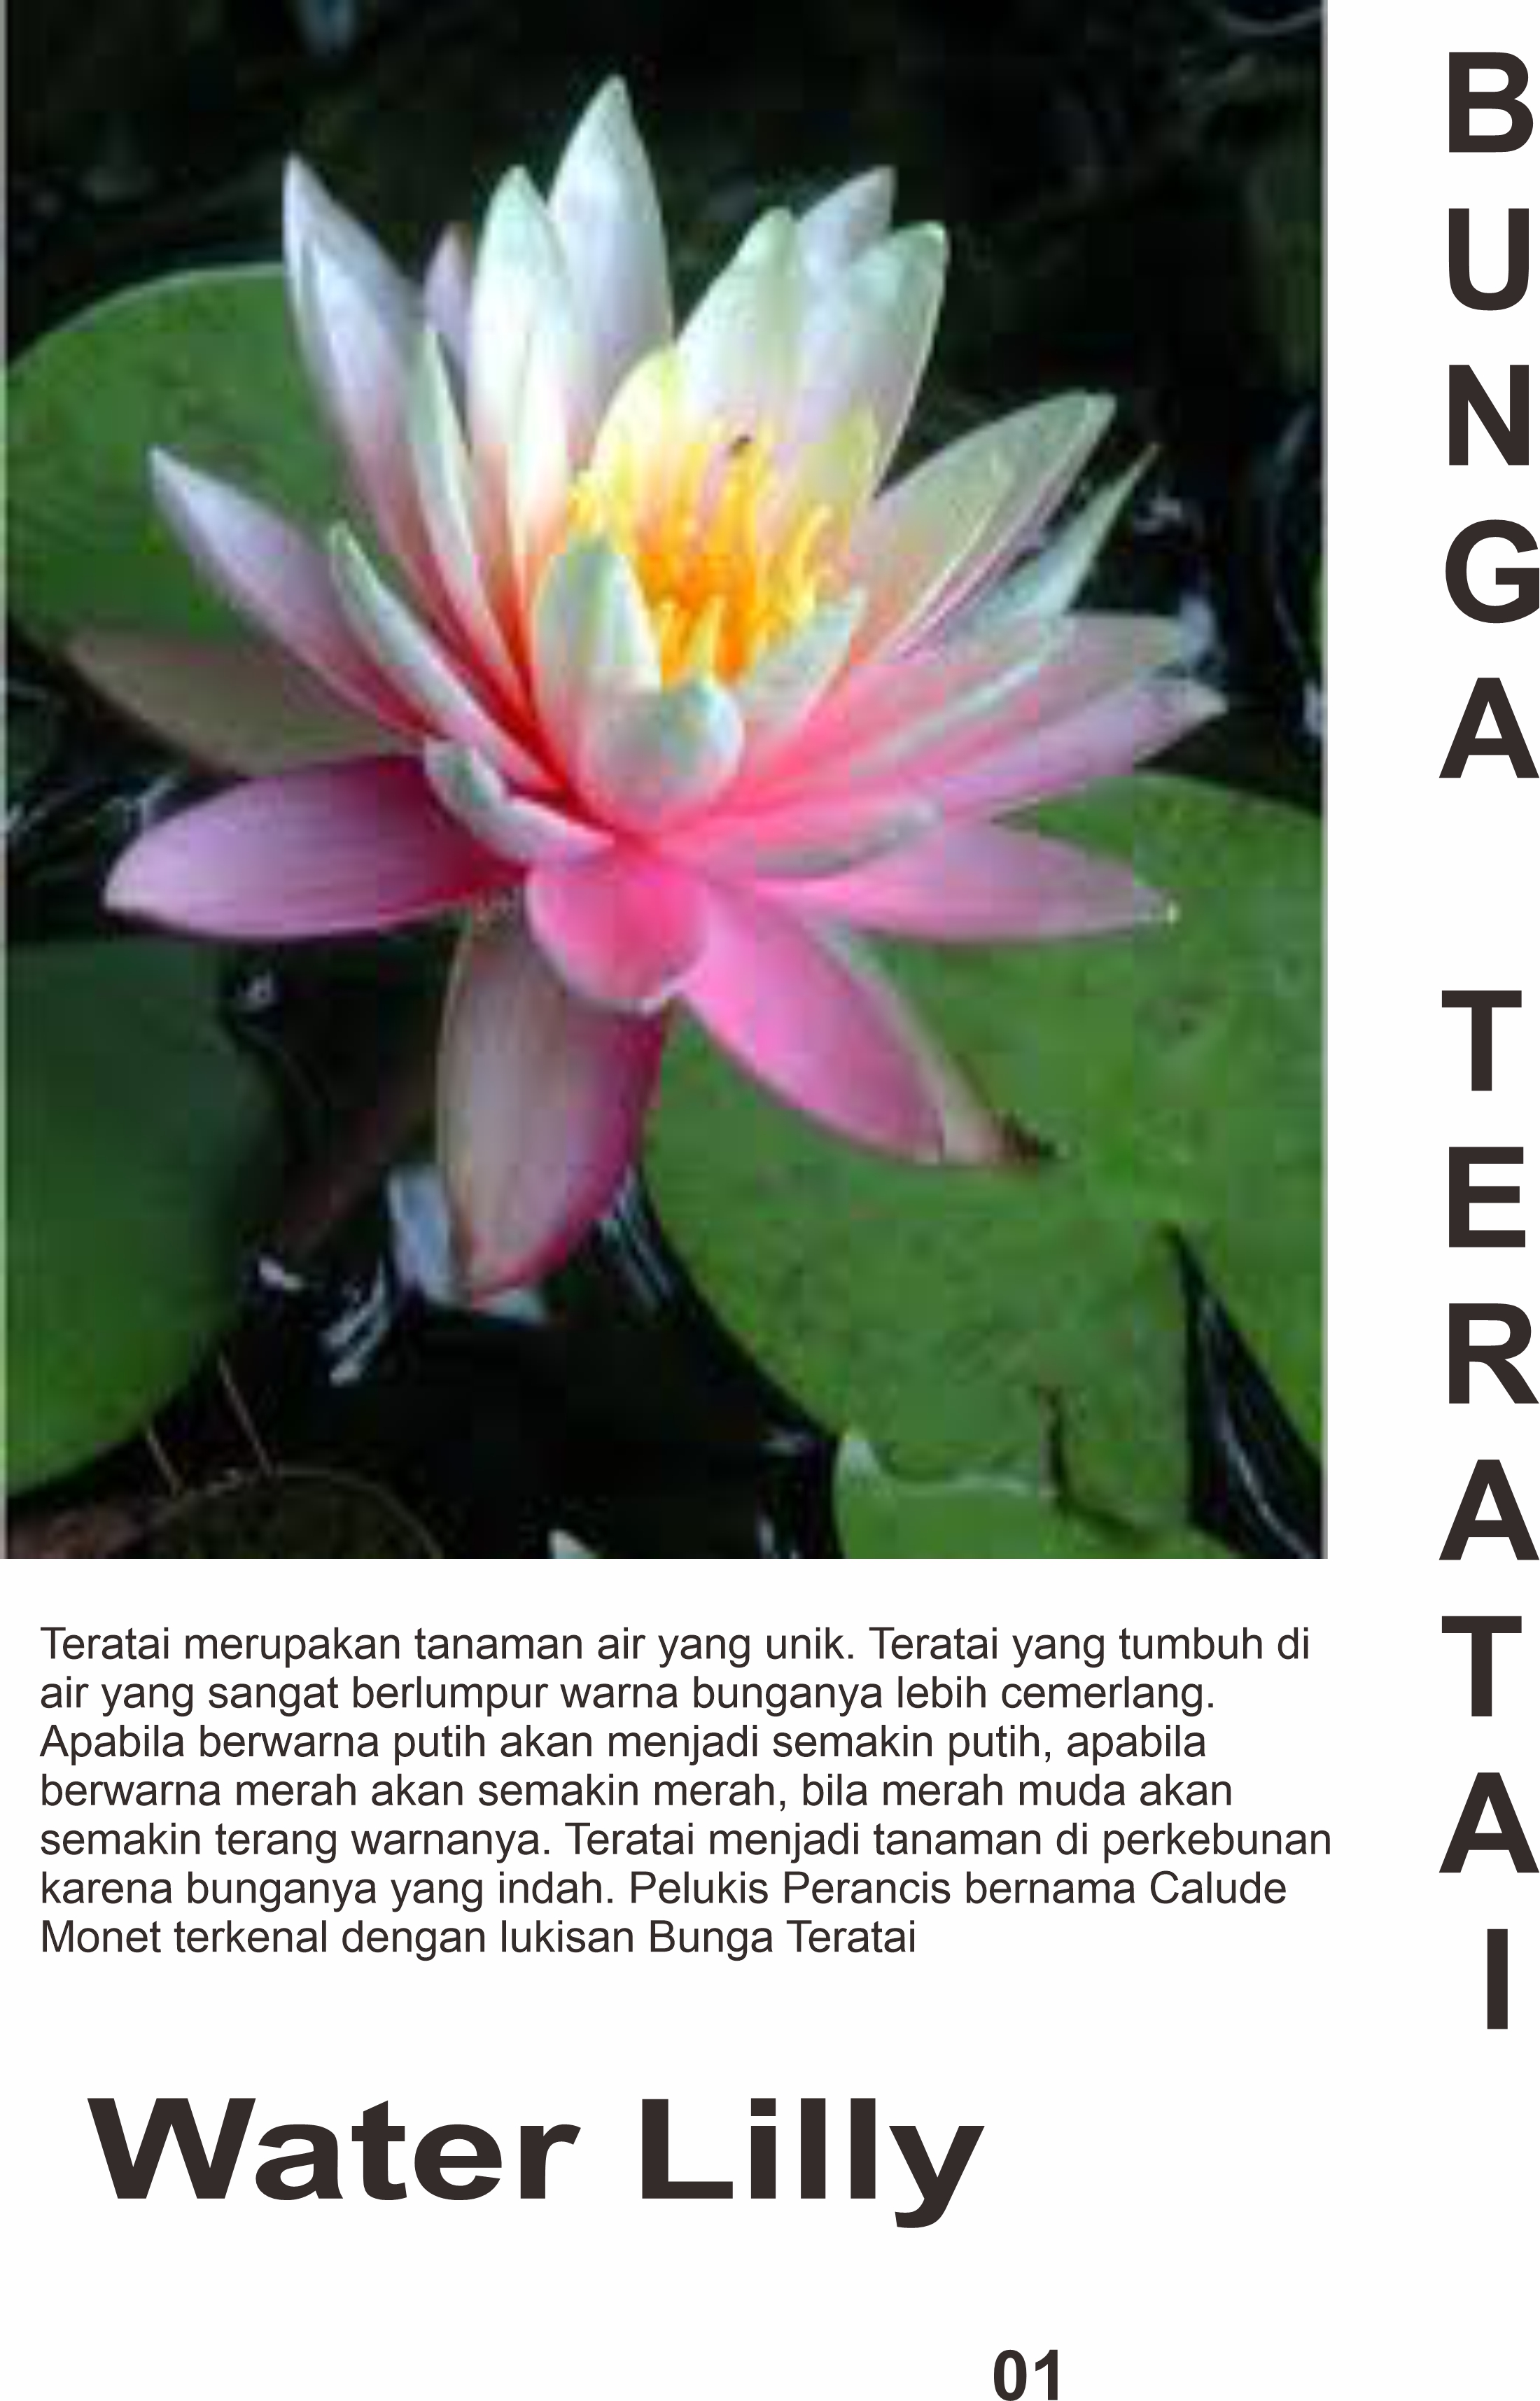 BUNGA TERATAI
Teratai merupakan tanaman air yang unik. Teratai yang tumbuh di
air yang sangat berlumpur warna bunganya lebih cemerlang.
Apabila berwarna putih akan menjadi semakin putih, apabila
berwarna merah akan semakin merah, bila merah muda akan
semakin terang warnanya. Teratai menjadi tanaman di perkebunan
karena bunganya yang indah. Pelukis Perancis bernama Calude
Monet terkenal dengan lukisan Bunga Teratai
Water Lilly
01